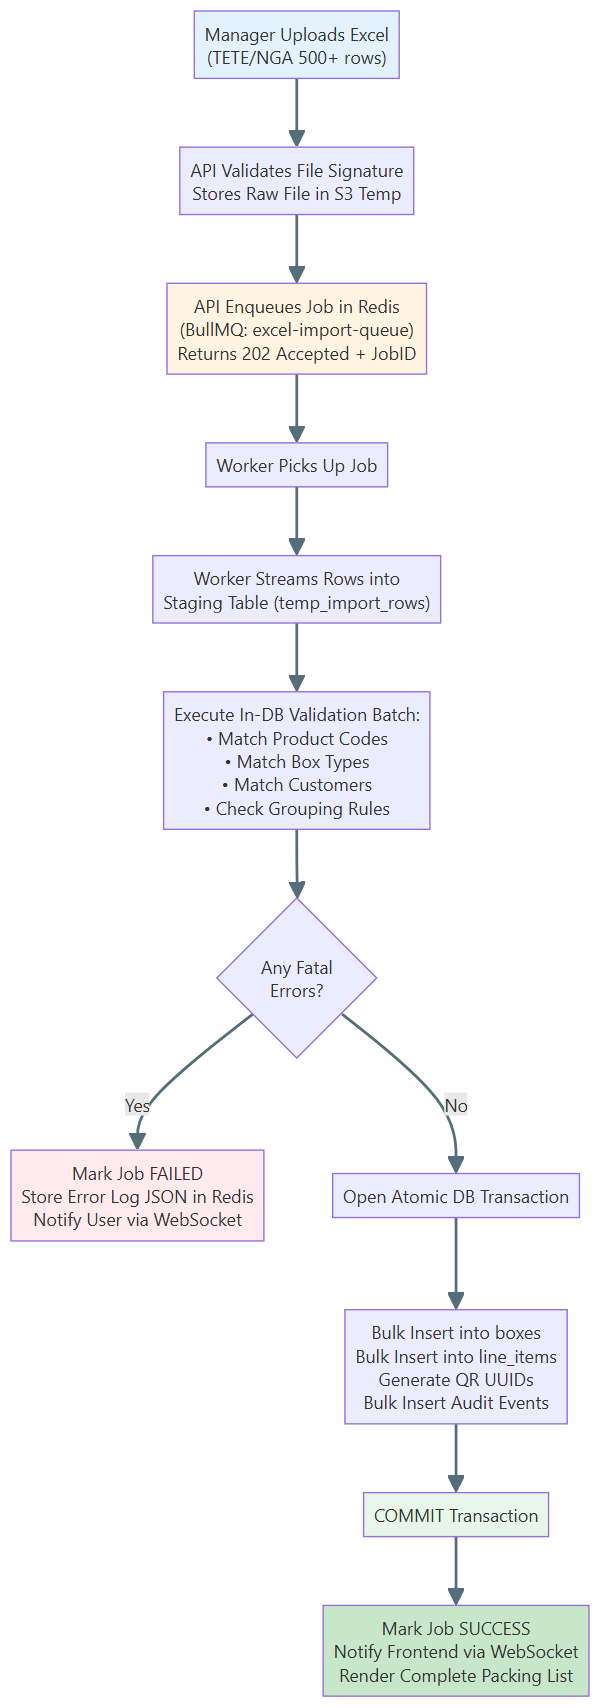 Manager Uploads Excel
(TETE/NGA 500+ rows)
API Validates File Signature
Stores Raw File in S3 Temp
API Enqueues Job in Redis
(BullMQ: excel-import-queue)
Returns 202 Accepted + JobID
Worker Picks Up Job
Worker Streams Rows into
Staging Table (temp_import_rows)
Execute In-DB Validation Batch:
• Match Product Codes
• Match Box Types
• Match Customers
• Check Grouping Rules
Any Fatal
Errors?
Yes
No
Mark Job FAILED
Store Error Log JSON in Redis
Notify User via WebSocket
Open Atomic DB Transaction
Bulk Insert into boxes
Bulk Insert into line_items
Generate QR UUIDs
Bulk Insert Audit Events
COMMIT Transaction
Mark Job SUCCESS
Notify Frontend via WebSocket
Render Complete Packing List